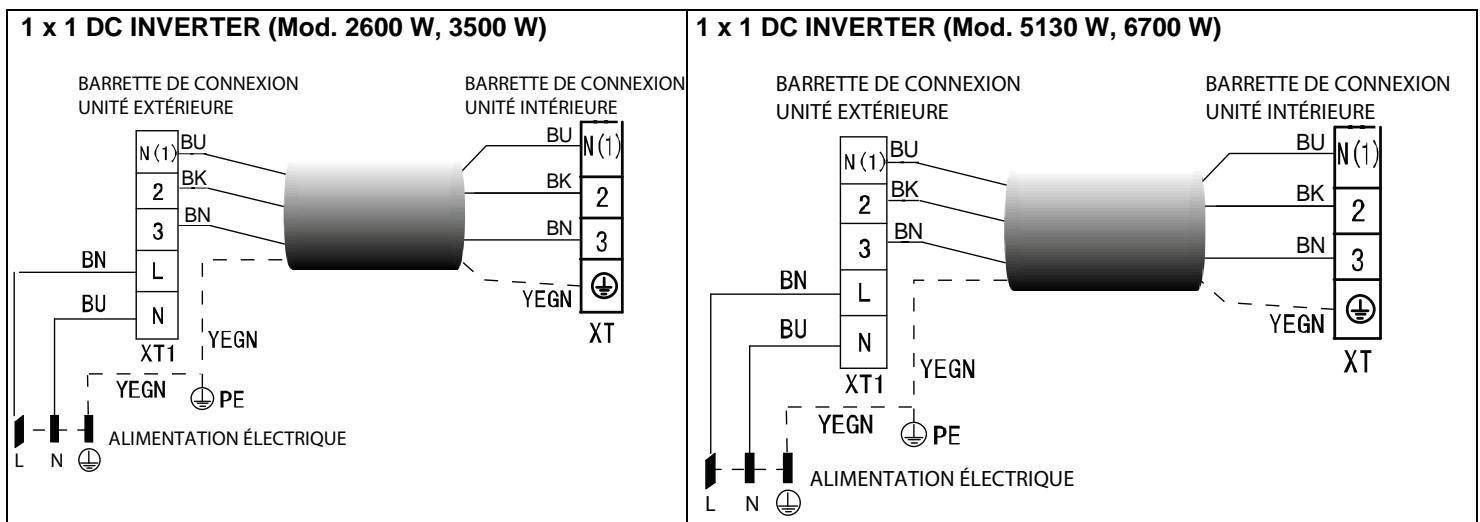 1 x 1 DC INVERTER (Mod. 2600 W, 3500 W)
BARRETTE DE CONNEXION
UNITÉ EXTÉRIEURE
BARRETTE DE CONNEXION
UNITÉ INTÉRIEURE
N(1)
BU
2
BK
3
BN
L
BN
N
BU
XT1
YEGN
YEGN
PE
BU
N(1)
BK
2
BN
3
YEGN
XT
ALIMENTATION ÉLECTRIQUE
L N
1 x 1 DC INVERTER (Mod. 5130 W, 6700 W)
BARRETTE DE CONNEXION
UNITÉ EXTÉRIEURE
BARRETTE DE CONNEXION
UNITÉ INTÉRIEURE
N(1)
BU
2
BK
3
BN
L
BN
N
BU
XT1
YEGN
YEGN
PE
BU
N(1)
BK
2
BN
3
YEGN
XT
ALIMENTATION ÉLECTRIQUE
L N